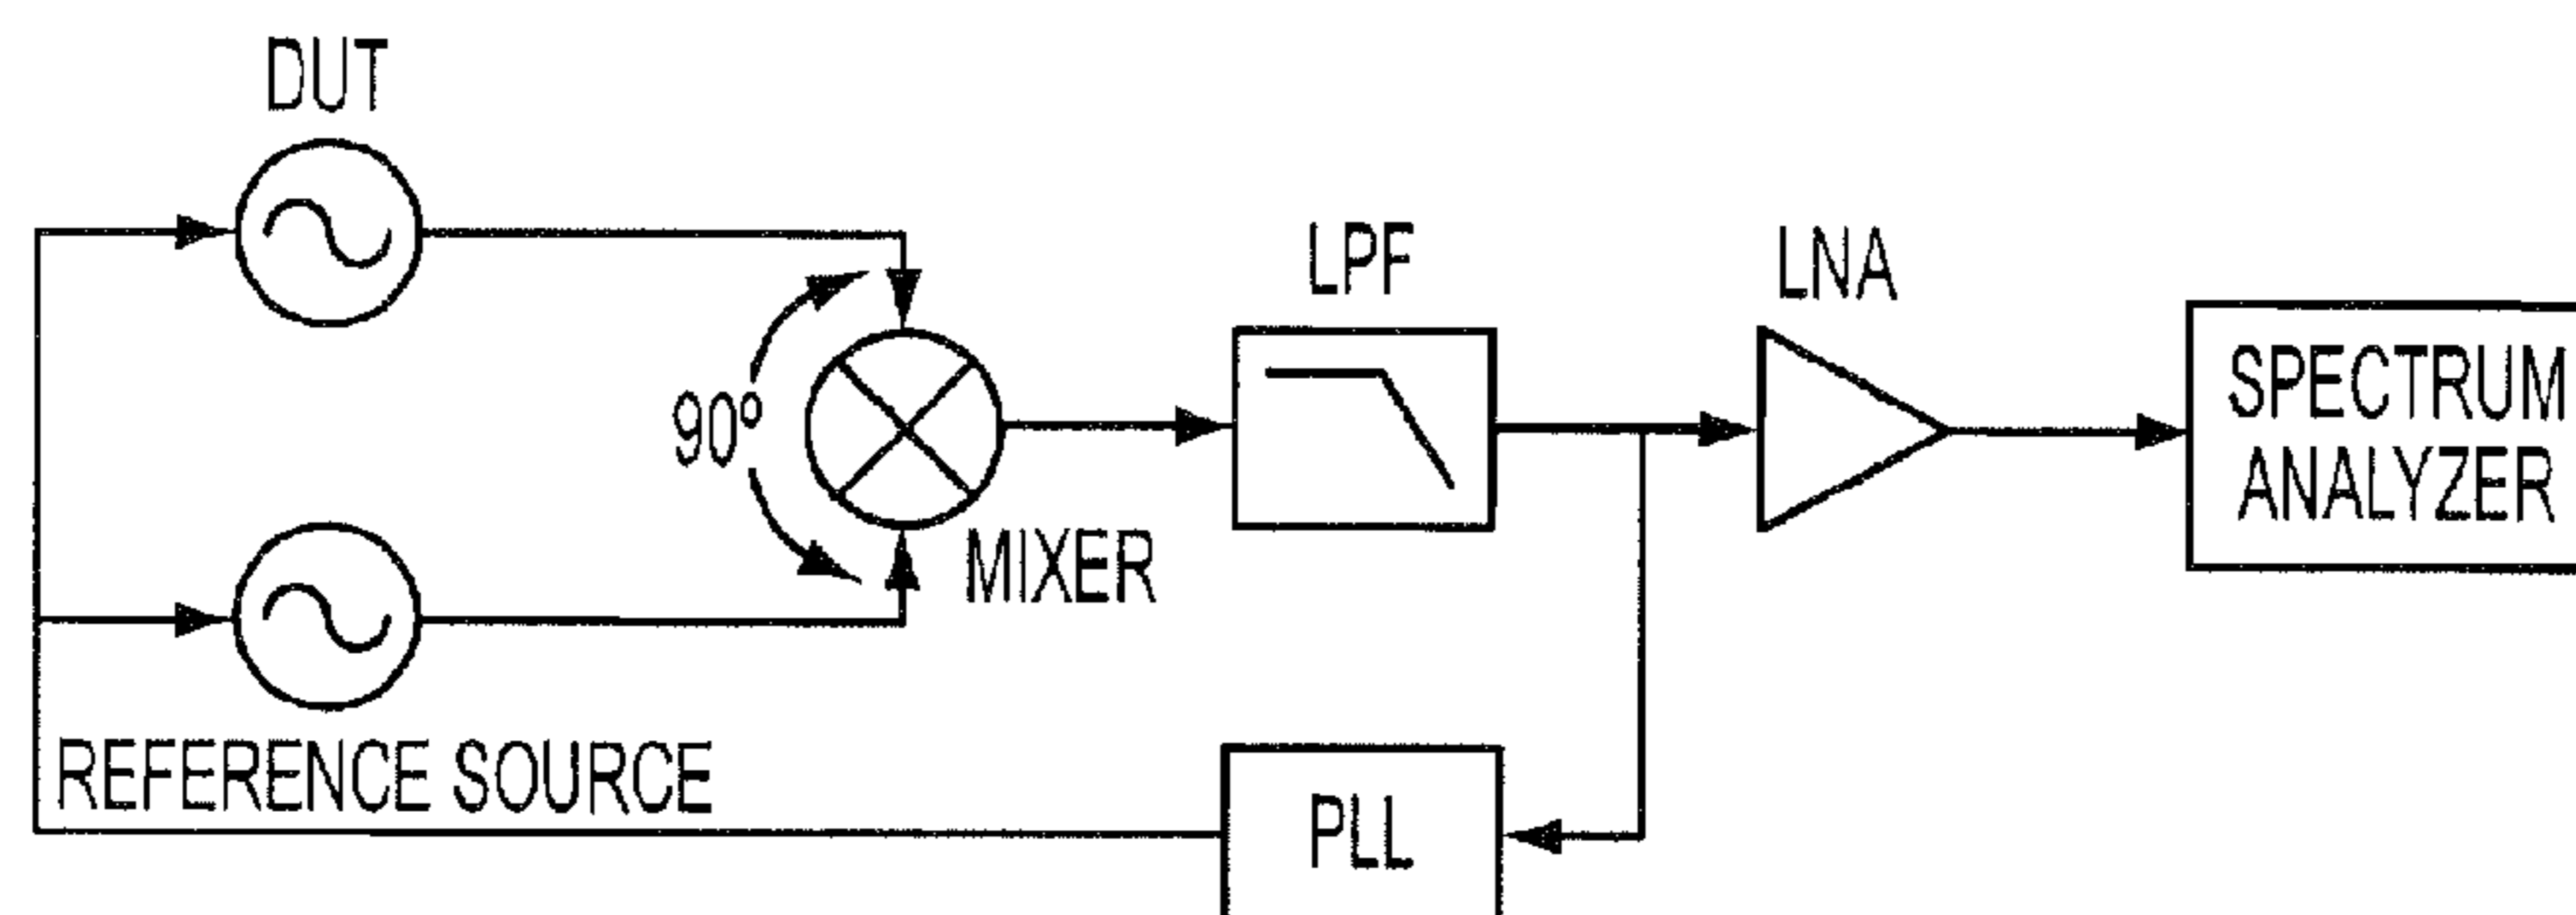 DUT
LPF
LNA
SPECTRUM
ANALYZER
90°
MIXER
REFERENCE SOURCE
PLL